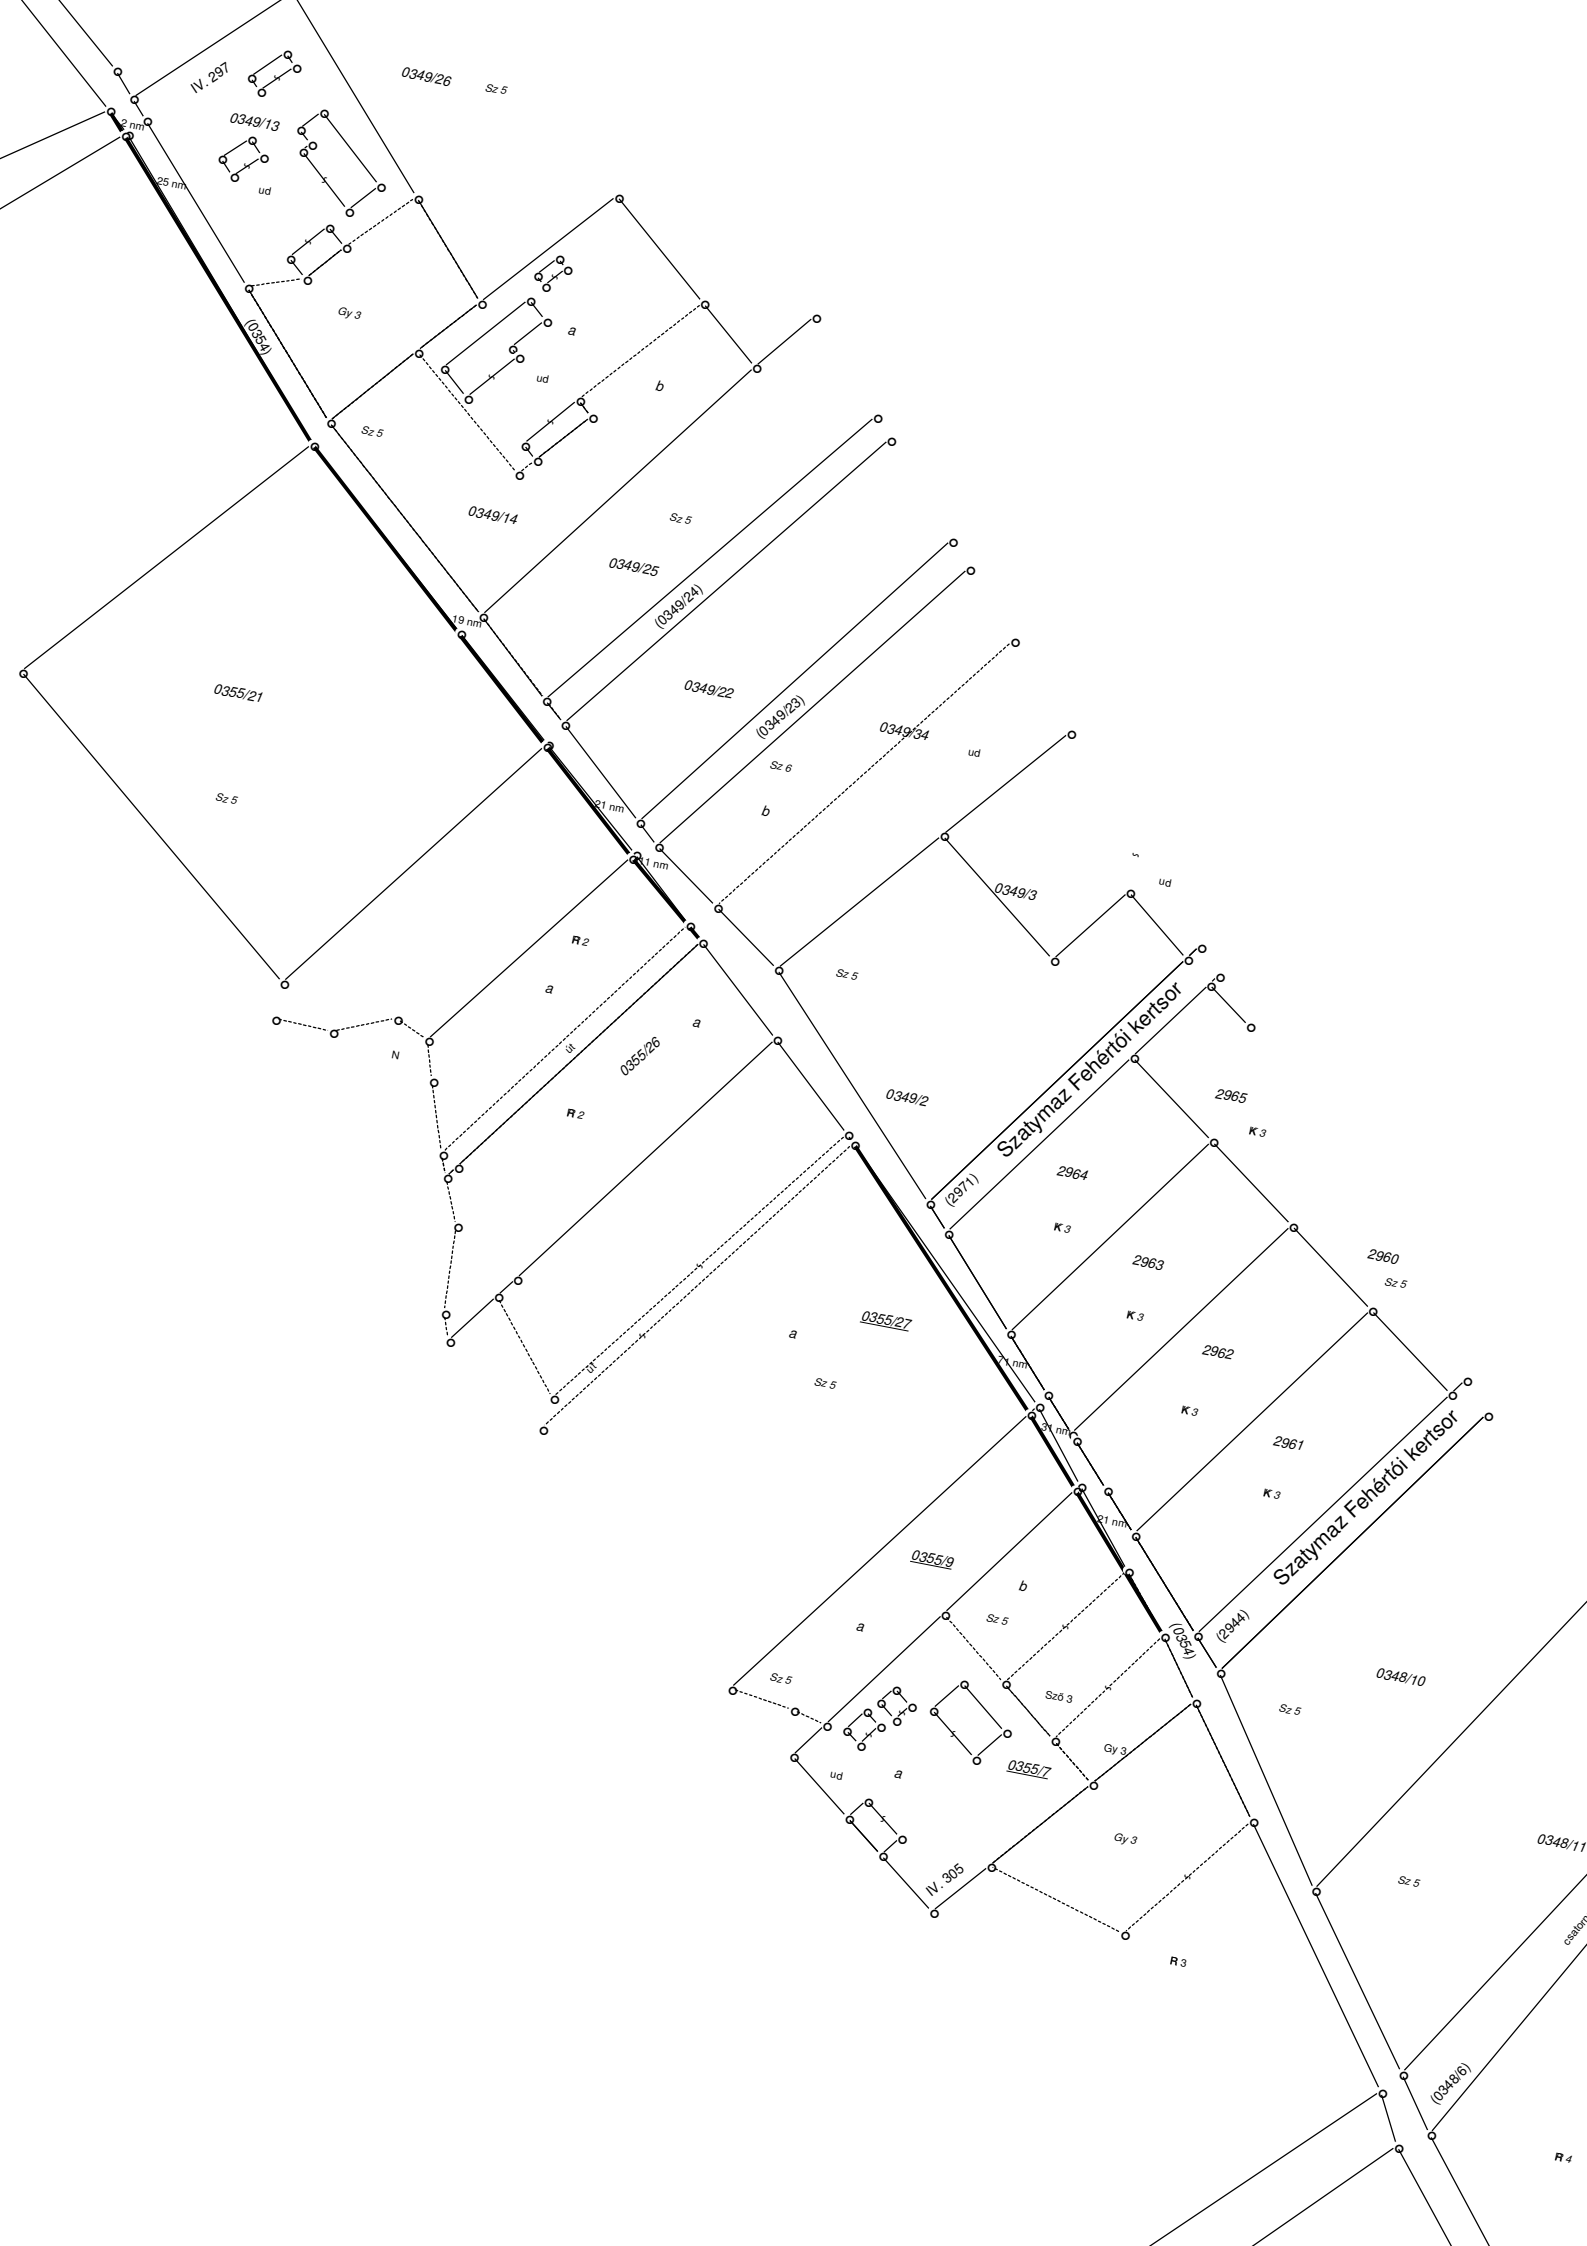 IV. 297
0349/26
Sz 5
2 nm
0349/13
25 nm
ud
(0354)
Gy 3
a
ud
b
Sz 5
0349/14
Sz 5
0349/25
(0349/24)
19 nm
0355/21
0349/22
(0349/23)
0349/34
ud
Sz 6
b
Sz 5
21 nm
11 nm
0349/3
ud
R 2
a
Sz 5
a
út
0355/26
N
R 2
0349/2
Szatymaz Fehértói kertsor
(2971)
2965
K 3
2964
K 3
2963
K 3
2960
Sz 5
0355/27
a
Sz 5
út
71 nm
2962
K 3
31 nm
2961
K 3
Szatymaz Fehértói kertsor
(2944)
21 nm
0355/9
b
Sz 5
a
Sz 5
(0354)
Sző 3
Gy 3
0355/7
a
ud
0348/10
Sz 5
Gy 3
IV. 305
0348/11
Sz 5
R 3
(0348/6)
R 4